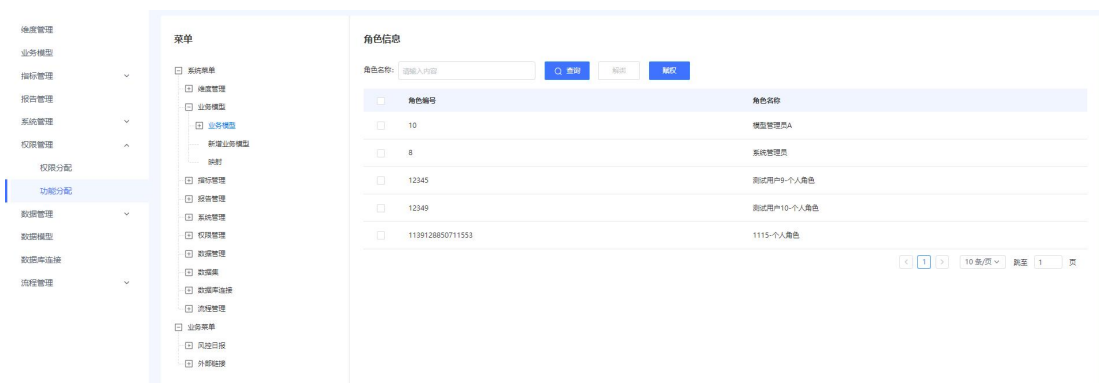 维度管理
业务模型
指标管理
报告管理
系统管理
权限管理
权限分配
功能分配
数据管理
数据模型
数据库连接
流程管理
菜单
系统菜单
维度管理
业务模型
业务模型
新增业务模型
映射
指标管理
报告管理
系统管理
权限管理
数据管理
数据集
数据库连接
流程管理
业务菜单
风控日报
外部链接
角色信息
角色名称: 请输入内容 查询 赋权
角色编号 角色名称
10 模型管理员A
8 系统管理员
12345 测试用户9-个人角色
12349 测试用户10-个人角色
1139128850711553 1115-个人角色
< 1 > 10 条/页 跳至 1 页